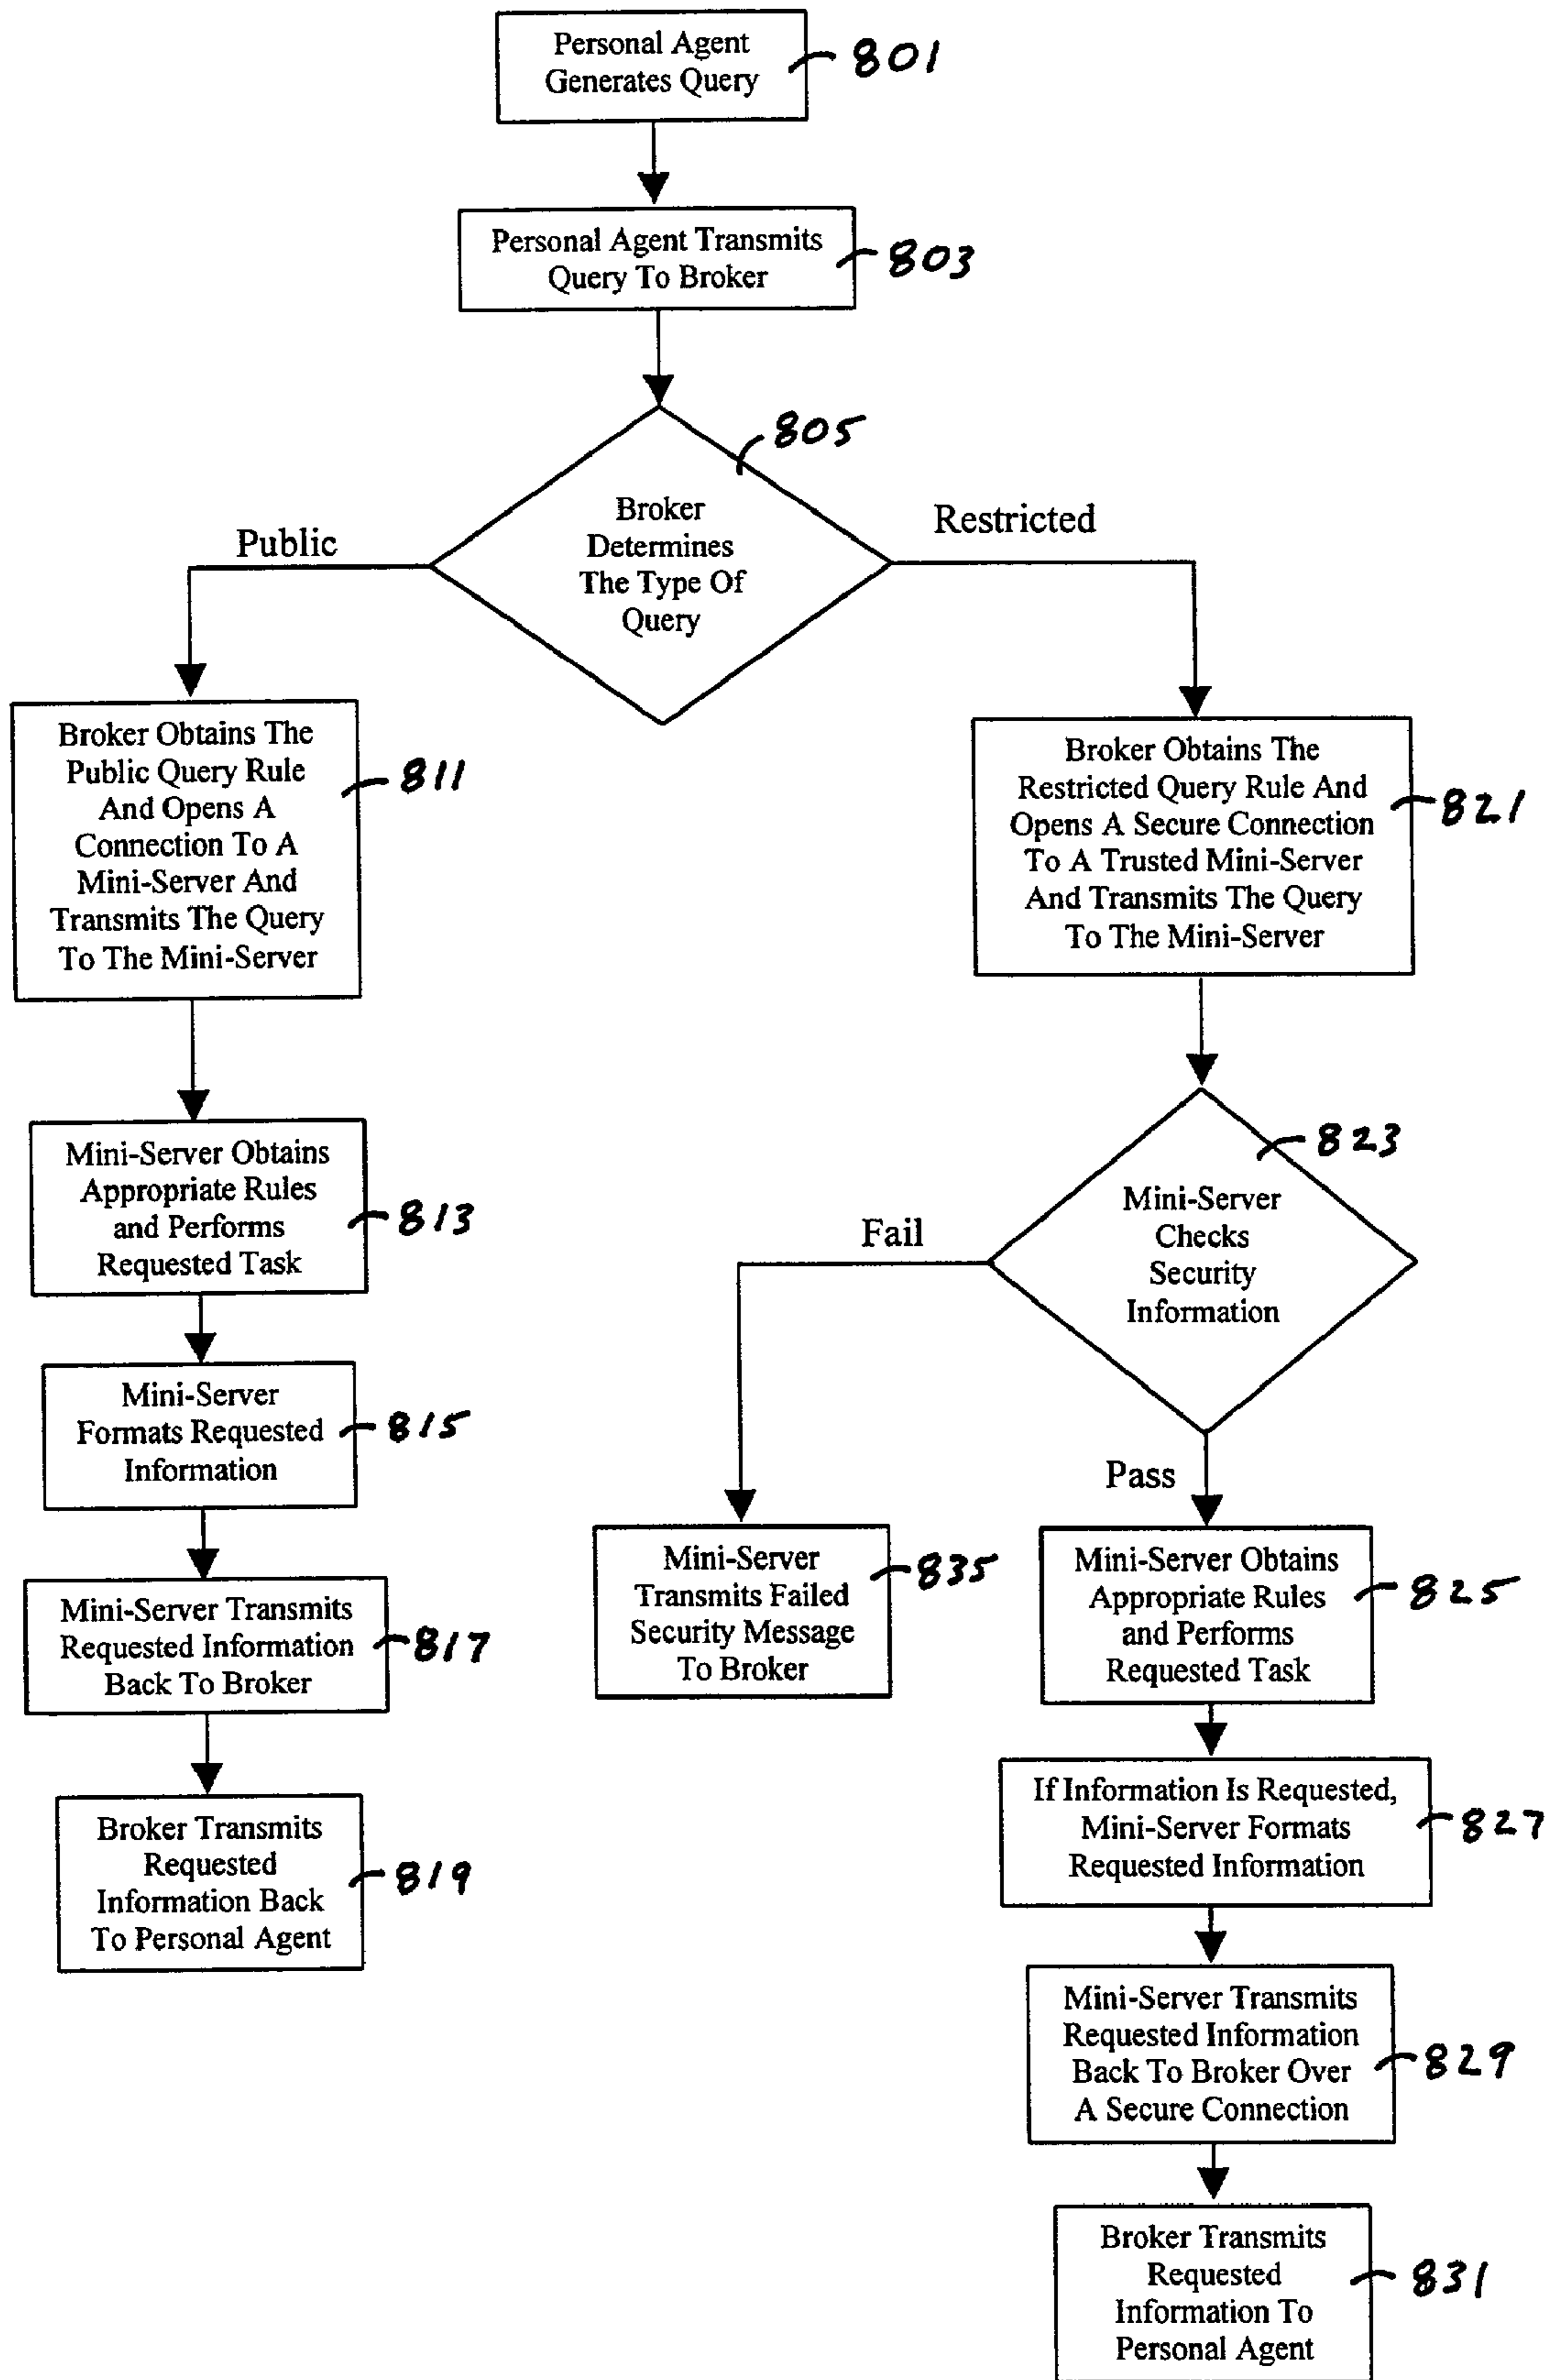 Personal Agent
Generates Query
801
Personal Agent Transmits
Query To Broker
803
805
Broker
Determines
The Type Of
Query
Public
Restricted
Broker Obtains The
Public Query Rule
And Opens A
Connection To A
Mini-Server And
Transmits The Query
To The Mini-Server
811
Broker Obtains The
Restricted Query Rule And
Opens A Secure Connection
To A Trusted Mini-Server
And Transmits The Query
To The Mini-Server
821
Mini-Server Obtains
Appropriate Rules
and Performs
Requested Task
813
823
Mini-Server
Checks
Security
Information
Fail
Pass
Mini-Server
Formats Requested
Information
815
Mini-Server Transmits
Requested Information
Back To Broker
817
Mini-Server
Transmits Failed
Security Message
To Broker
835
Mini-Server Obtains
Appropriate Rules
and Performs
Requested Task
825
Broker Transmits
Requested
Information Back
To Personal Agent
819
If Information Is Requested,
Mini-Server Formats
Requested Information
827
Mini-Server Transmits
Requested Information
Back To Broker Over
A Secure Connection
829
Broker Transmits
Requested
Information To
Personal Agent
831